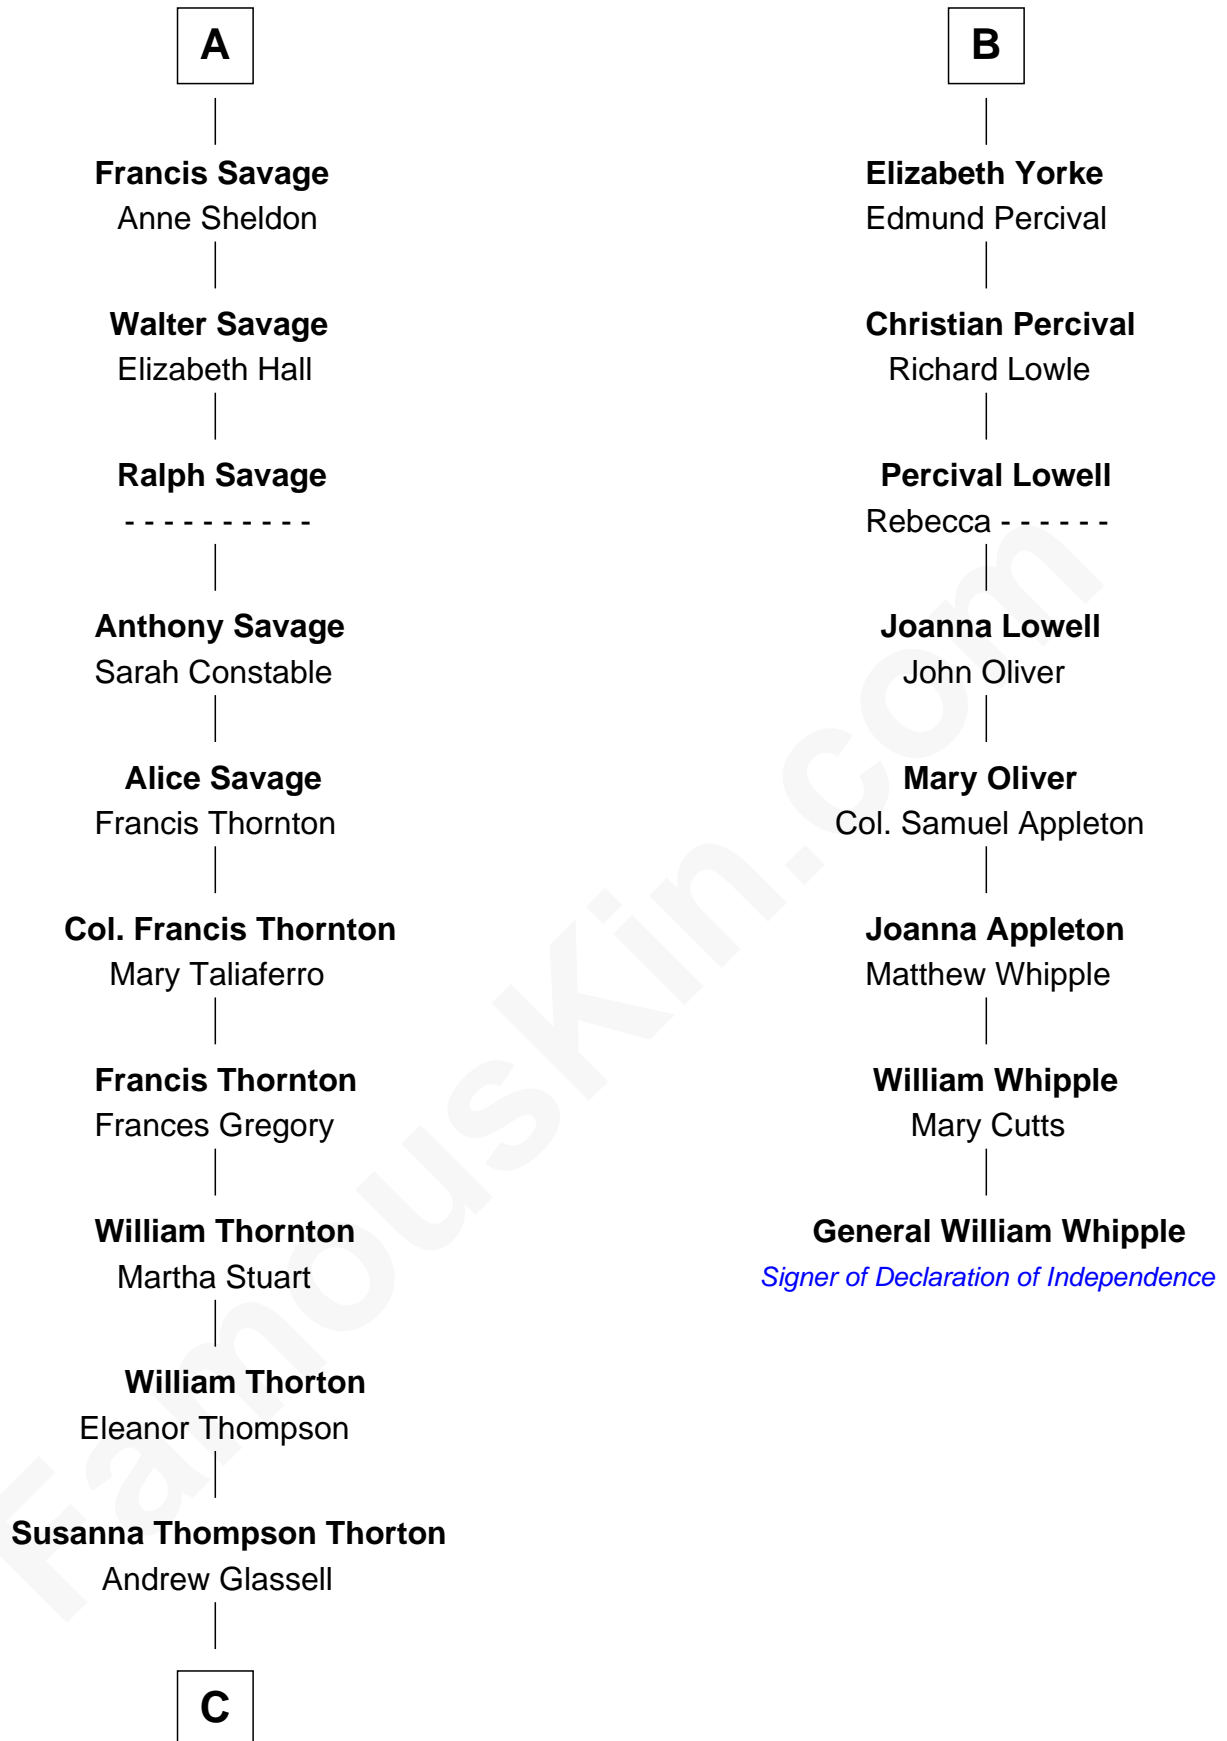 A
Francis Savage
Anne Sheldon
Walter Savage
Elizabeth Hall
Ralph Savage
- - - - - - - - - -
Anthony Savage
Sarah Constable
Alice Savage
Francis Thornton
Col. Francis Thornton
Mary Taliaferro
Francis Thornton
Frances Gregory
William Thornton
Martha Stuart
William Thorton
Eleanor Thompson
Susanna Thompson Thorton
Andrew Glassell
C
B
Elizabeth Yorke
Edmund Percival
Christian Percival
Richard Lowle
Percival Lowell
Rebecca - - - - - -
Joanna Lowell
John Oliver
Mary Oliver
Col. Samuel Appleton
Joanna Appleton
Matthew Whipple
William Whipple
Mary Cutts
General William Whipple
Signer of Declaration of Independence
FamousKin.com